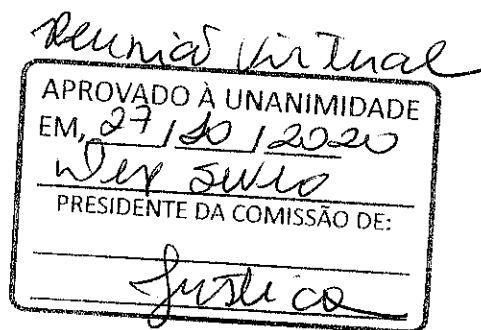 Reunião Virtual
APROVADO À UNANIMIDADE
EM, 27 / 10 / 2020
PRESIDENTE DA COMISSÃO DE:
Justiça